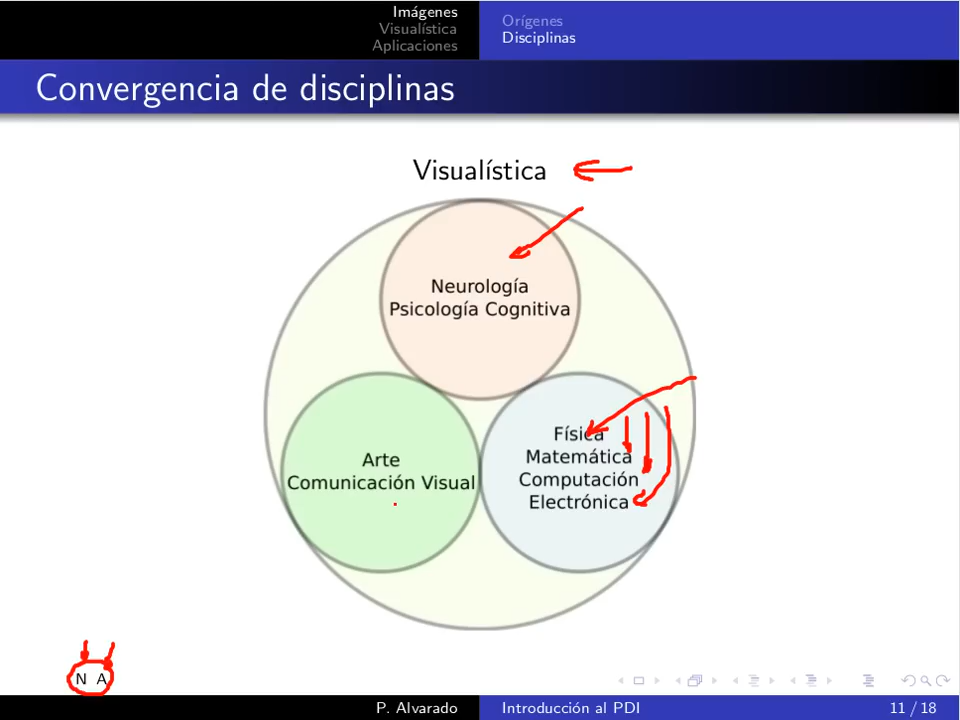 Imágenes
Visualística
Aplicaciones
Orígenes
Disciplinas
Convergencia de disciplinas
Visualística
Neurología
Psicología Cognitiva
Arte
Comunicación Visual
Física
Matemática
Computación
Electrónica
N A
P. Alvarado
Introducción al PDI
11 / 18